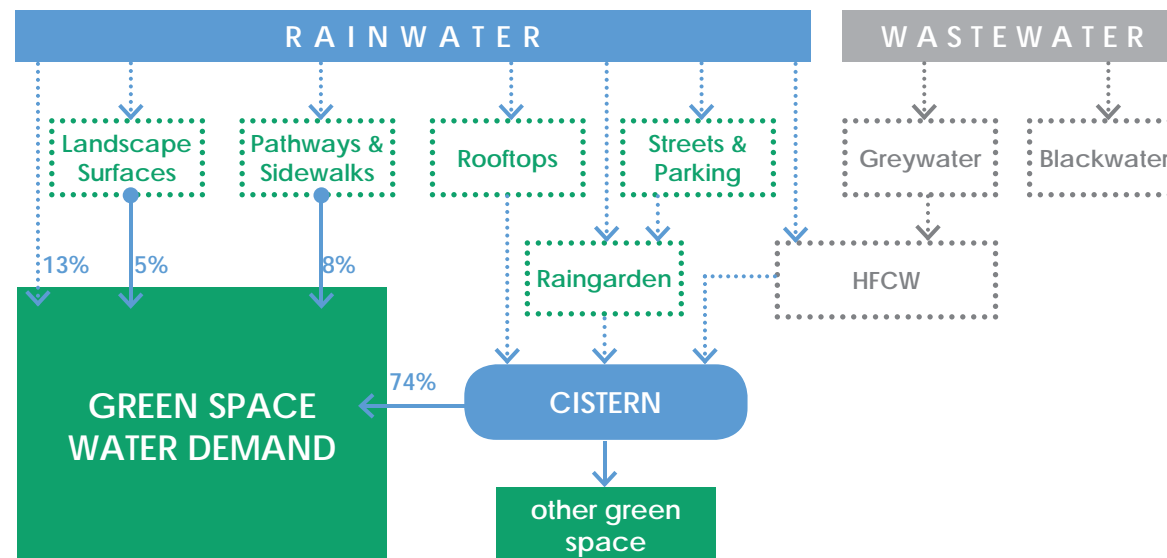 RAINWATER
WASTEWATER
Landscape
Surfaces
Pathways &
Sidewalks
Rooftops
Streets &
Parking
Greywater
Blackwater
13%
5%
8%
Raingarden
HFCW
74%
GREEN SPACE
WATER DEMAND
CISTERN
other green
space